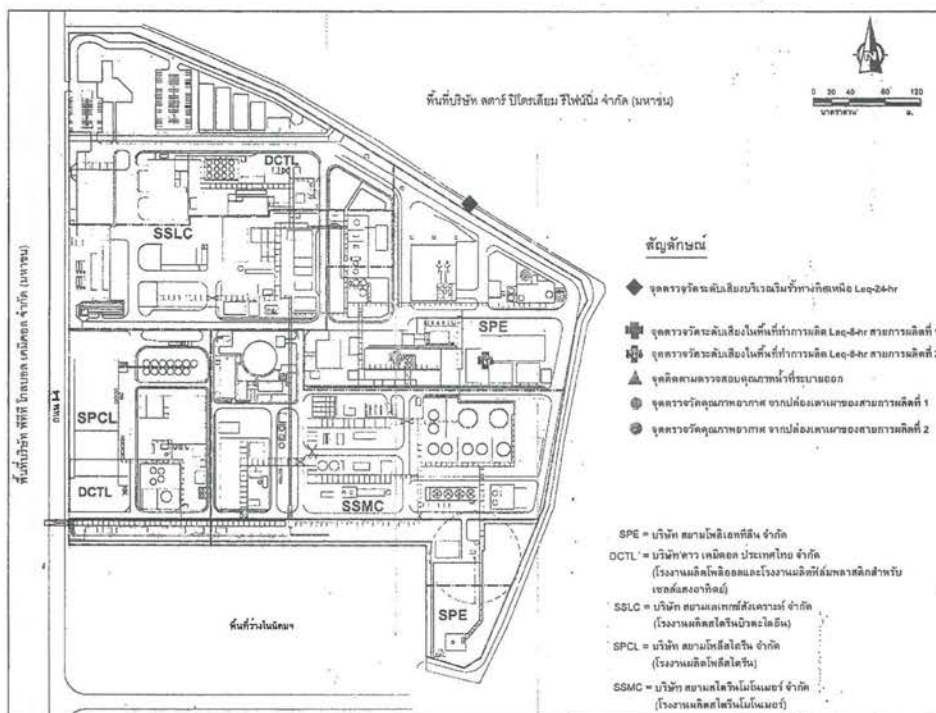 พื้นที่บริษัท สตาร์ ปิโตรเลียม รีไฟน์นิ่ง จำกัด (มหาชน)
N
0 20 40 80 120
มาตราส่วน ม.
DCTL
SSLC
สัญลักษณ์
จุดตรวจวัดระดับเสียงบริเวณริมรั้วทางทิศเหนือ Leq-24-hr
จุดตรวจวัดระดับเสียงในพื้นที่ทำการผลิต Leq-8-hr สายการผลิตที่ 1
จุดตรวจวัดระดับเสียงในพื้นที่ทำการผลิต Leq-8-hr สายการผลิตที่ 2
จุดติดตามตรวจสอบคุณภาพน้ำที่ระบายออก
จุดตรวจวัดคุณภาพอากาศ จากปล่องเตาเผาของสายการผลิตที่ 1
จุดตรวจวัดคุณภาพอากาศ จากปล่องเตาเผาของสายการผลิตที่ 2
SPE
พื้นที่บริษัท พีทีที โกลบอล เคมิคอล จำกัด (มหาชน)
ถนน I-4
SPCL
DCTL
SSMC
SPE
พื้นที่ว่างในนิคมฯ
SPE = บริษัท สยามโพลิเอททีลีน จำกัด
DCTL = บริษัท ดาว เคมิคอล ประเทศไทย จำกัด
(โรงงานผลิตโพลิออลและโรงงานผลิตฟิล์มพลาสติกสำหรับ
เซลล์แสงอาทิตย์)
SSLC = บริษัท สยามเลเทกซ์สังเคราะห์ จำกัด
(โรงงานผลิตสไตรีนบิวตะไดอีน)
SPCL = บริษัท สยามโพลีสไตรีน จำกัด
(โรงงานผลิตโพลีสไตรีน)
SSMC = บริษัท สยามสไตรีนโมโนเมอร์ จำกัด
(โรงงานผลิตสไตรีนโมโนเมอร์)